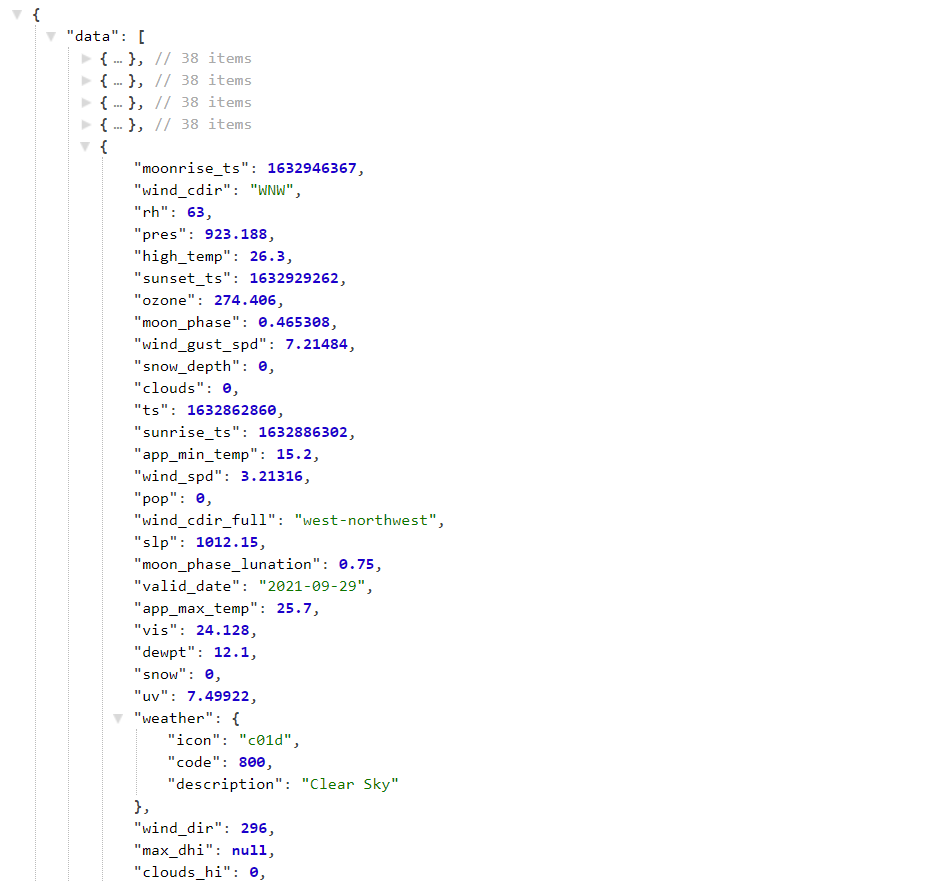 {
"data": [
{ … }, // 38 items
{ … }, // 38 items
{ … }, // 38 items
{ … }, // 38 items
{
"moonrise_ts": 1632946367,
"wind_cdir": "WNW",
"rh": 63,
"pres": 923.188,
"high_temp": 26.3,
"sunset_ts": 1632929262,
"ozone": 274.406,
"moon_phase": 0.465308,
"wind_gust_spd": 7.21484,
"snow_depth": 0,
"clouds": 0,
"ts": 1632862860,
"sunrise_ts": 1632886302,
"app_min_temp": 15.2,
"wind_spd": 3.21316,
"pop": 0,
"wind_cdir_full": "west-northwest",
"slp": 1012.15,
"moon_phase_lunation": 0.75,
"valid_date": "2021-09-29",
"app_max_temp": 25.7,
"vis": 24.128,
"dewpt": 12.1,
"snow": 0,
"uv": 7.49922,
"weather": {
"icon": "c01d",
"code": 800,
"description": "Clear Sky"
},
"wind_dir": 296,
"max_dhi": null,
"clouds_hi": 0,